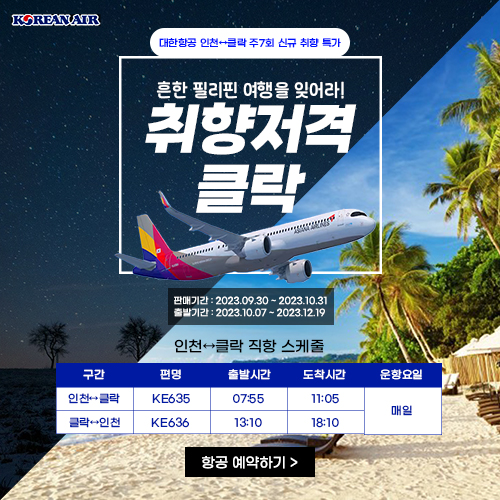 KOREAN AIR
대한항공 인천↔클락 주7회 신규 취향 특가
흔한 필리핀 여행을 잊어라!
취향저격
클락
ASIANA AIRLINES
판매기간 : 2023.09.30 ~ 2023.10.31
출발기간 : 2023.10.07 ~ 2023.12.19
인천↔클락 직항 스케줄
구간 편명 출발시간 도착시간 운항요일
인천↔클락 KE635 07:55 11:05 매일
클락↔인천 KE636 13:10 18:10
항공 예약하기 >